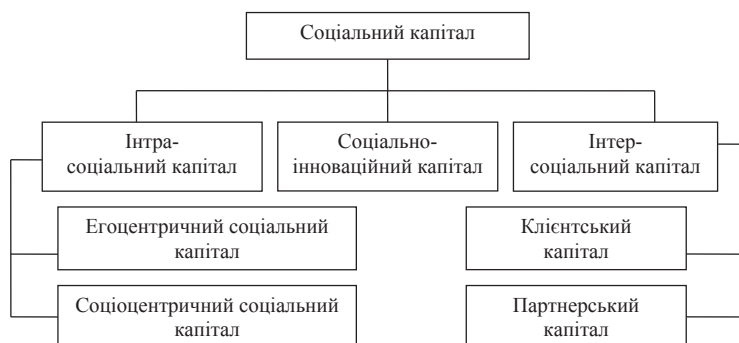 Соціальний капітал
Інтра-
соціальний капітал
Соціально-
інноваційний капітал
Інтер-
соціальний капітал
Егоцентричний соціальний
капітал
Клієнтський
капітал
Соціоцентричний соціальний
капітал
Партнерський
капітал